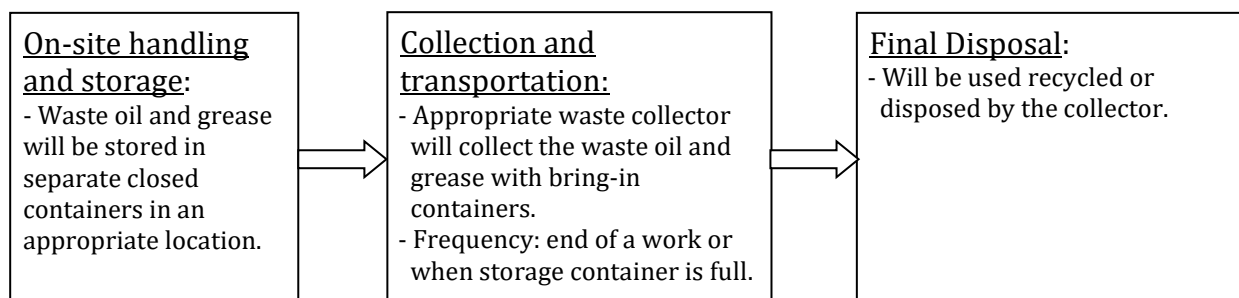 On-site handling
and storage:
- Waste oil and grease
will be stored in
separate closed
containers in an
appropriate location.
Collection and
transportation:
- Appropriate waste collector
will collect the waste oil and
grease with bring-in
containers.
- Frequency: end of a work or
when storage container is full.
Final Disposal:
- Will be used recycled or
disposed by the collector.